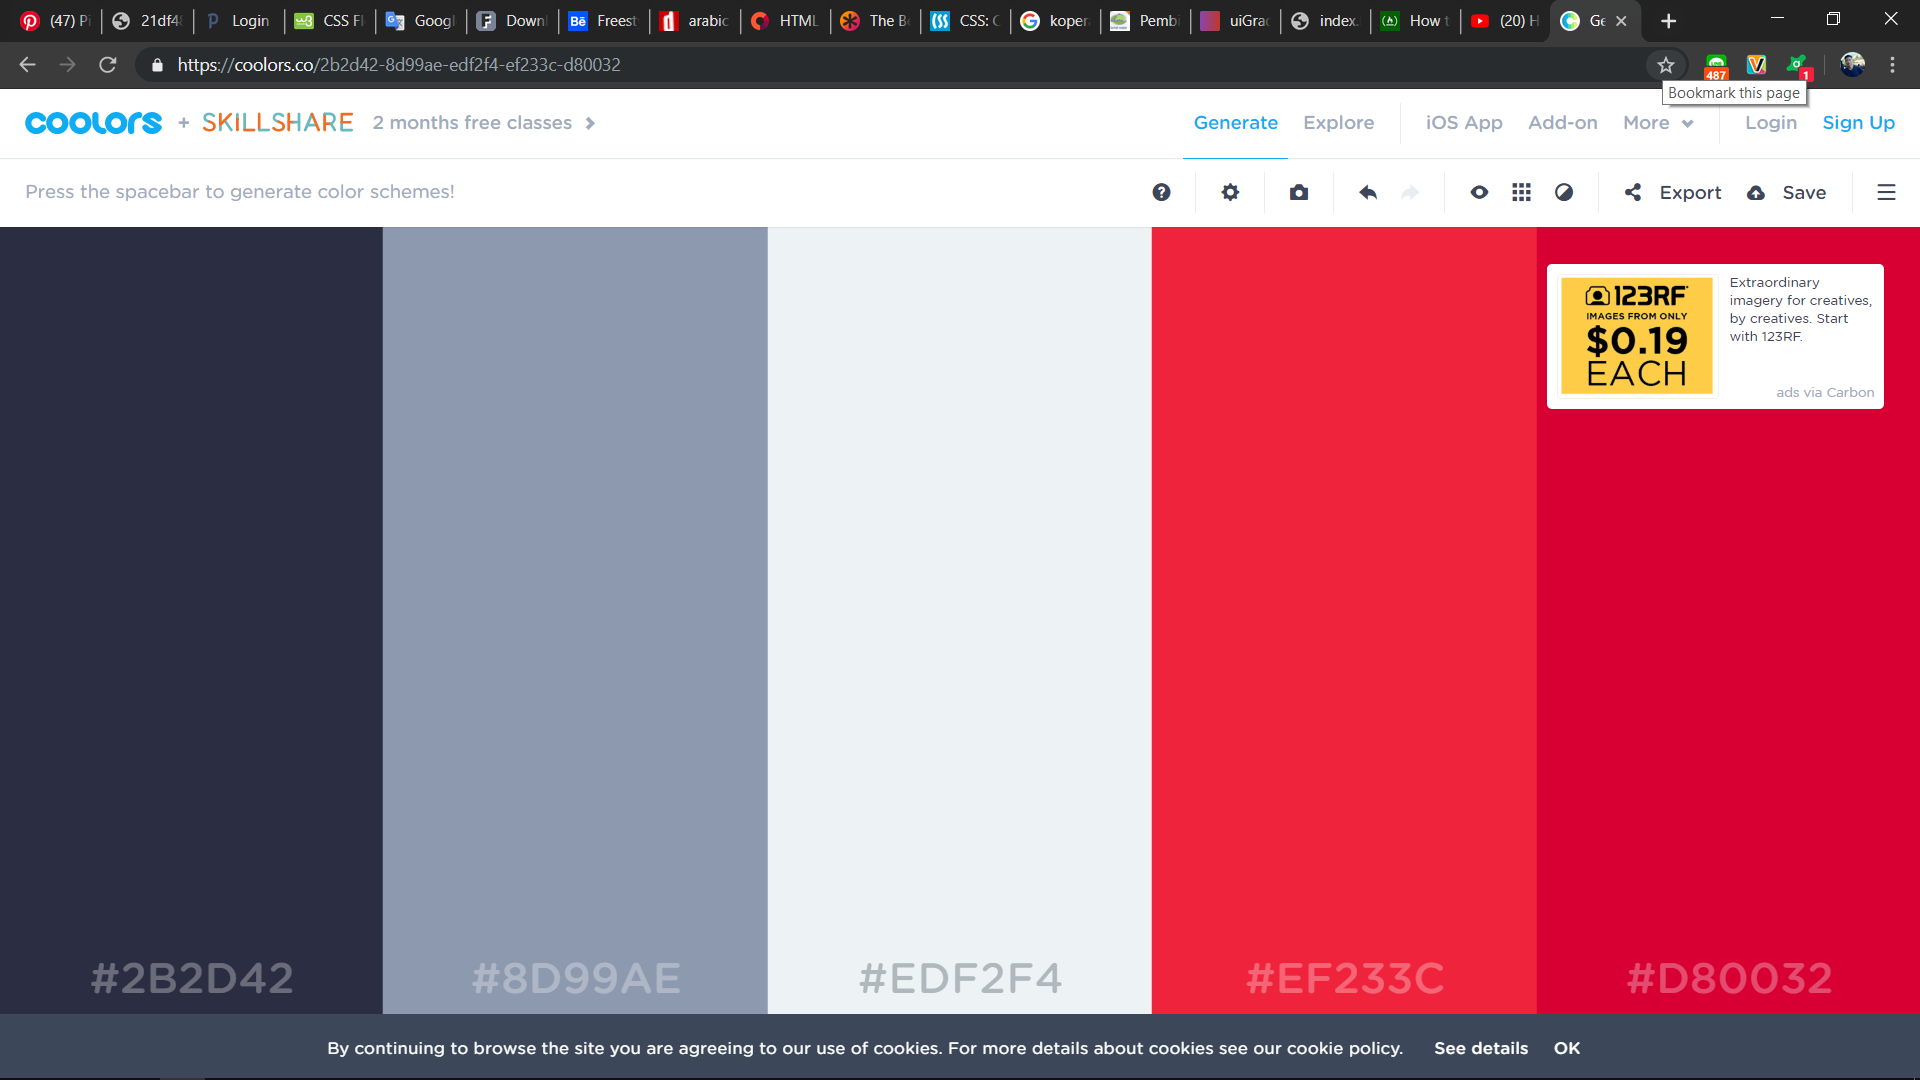 (47) Pi
21df4
Login
CSS Fl
Googl
Downl
Freest
arabic
HTML
The Be
CSS: C
koper
Pembi
uiGrad
index.
How t
(20) H
Ge
https://coolors.co/2b2d42-8d99ae-edf2f4-ef233c-d80032
487
1
Bookmark this page
coolors + SKILLSHARE 2 months free classes
Generate Explore iOS App Add-on More Login Sign Up
Press the spacebar to generate color schemes!
Export Save
123RF
IMAGES FROM ONLY
$0.19
EACH
Extraordinary
imagery for creatives,
by creatives. Start
with 123RF.
ads via Carbon
#2B2D42
#8D99AE
#EDF2F4
#EF233C
#D80032
By continuing to browse the site you are agreeing to our use of cookies. For more details about cookies see our cookie policy. See details OK